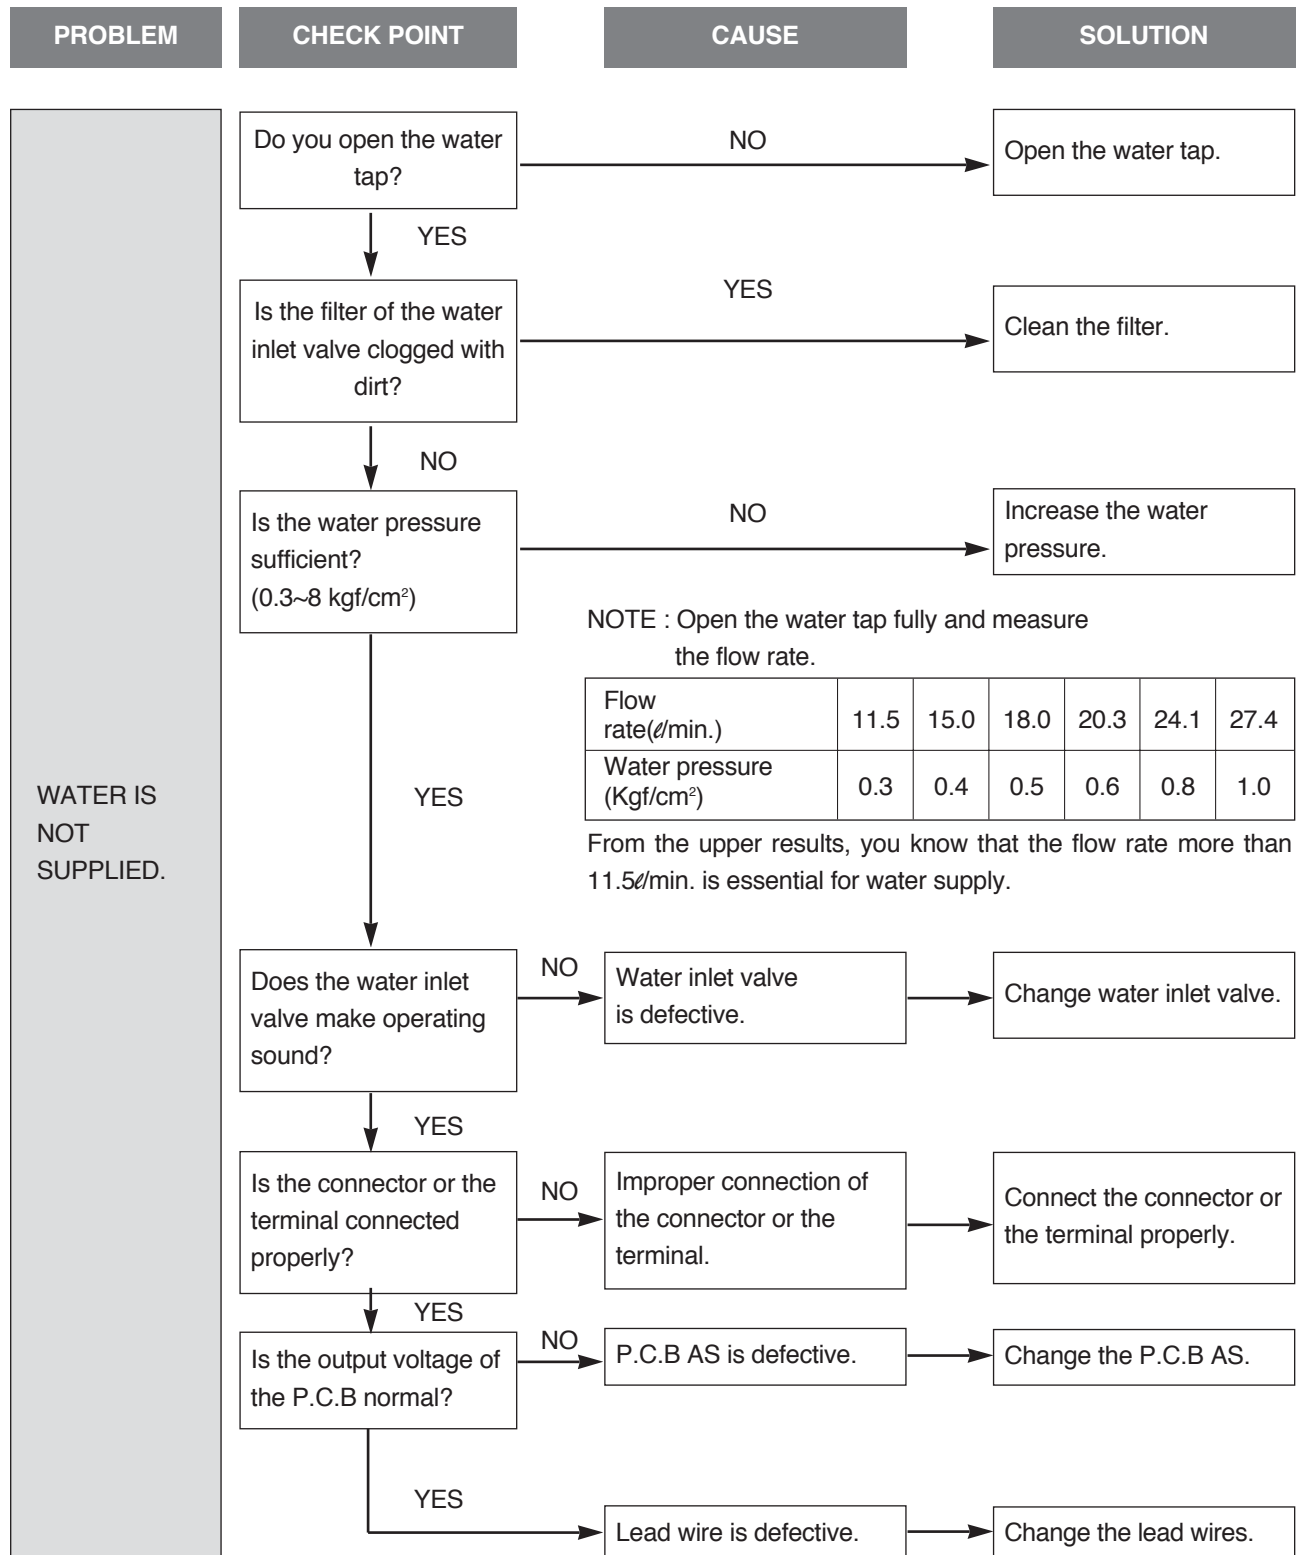 PROBLEM
CHECK POINT
CAUSE
SOLUTION
WATER IS
NOT
SUPPLIED.
Do you open the water
tap?
NO
Open the water tap.
YES
Is the filter of the water
inlet valve clogged with
dirt?
YES
Clean the filter.
NO
Is the water pressure
sufficient?
(0.3~8 kgf/cm²)
NO
Increase the water
pressure.
NOTE : Open the water tap fully and measure
the flow rate.
Flow
rate(ℓ/min.)
11.5 15.0 18.0 20.3 24.1 27.4
Water pressure
(Kgf/cm²)
0.3 0.4 0.5 0.6 0.8 1.0
From the upper results, you know that the flow rate more than
11.5ℓ/min. is essential for water supply.
YES
Does the water inlet
valve make operating
sound?
NO
Water inlet valve
is defective.
Change water inlet valve.
YES
Is the connector or the
terminal connected
properly?
NO
Improper connection of
the connector or the
terminal.
Connect the connector or
the terminal properly.
YES
Is the output voltage of
the P.C.B normal?
NO
P.C.B AS is defective.
Change the P.C.B AS.
YES
Lead wire is defective.
Change the lead wires.